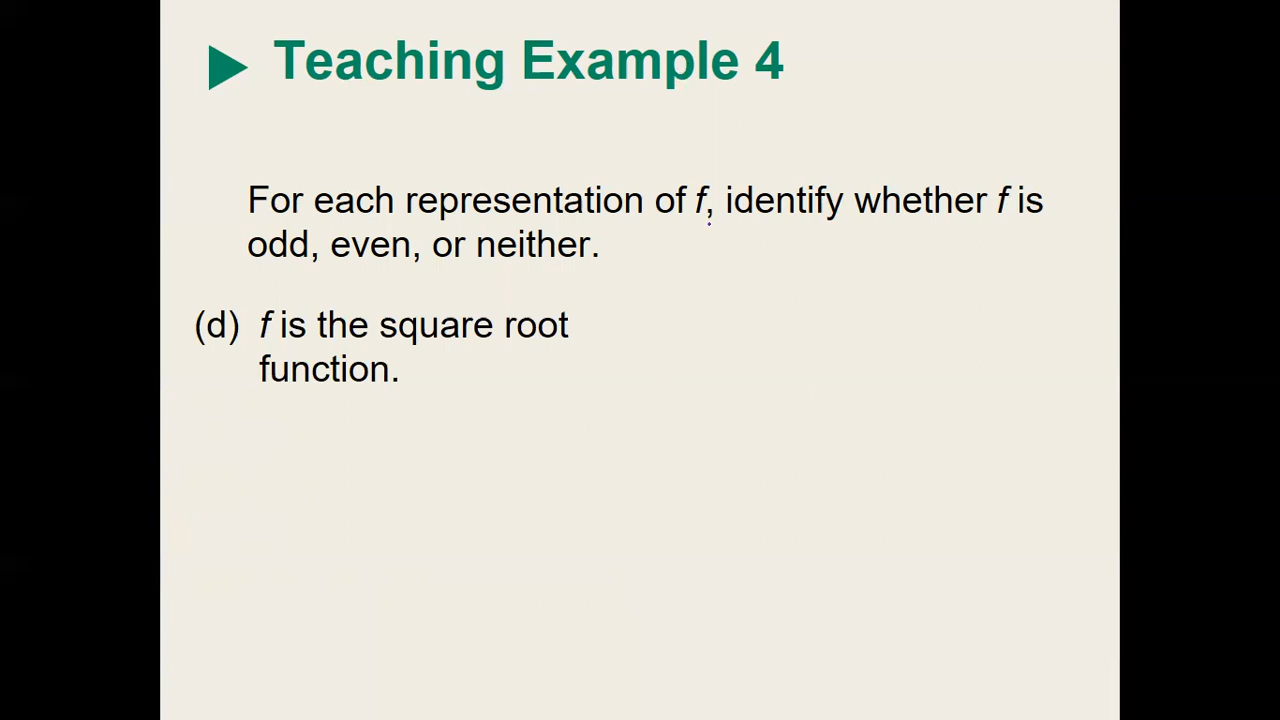 Teaching Example 4
For each representation of f, identify whether f is
odd, even, or neither.
(d) f is the square root
function.